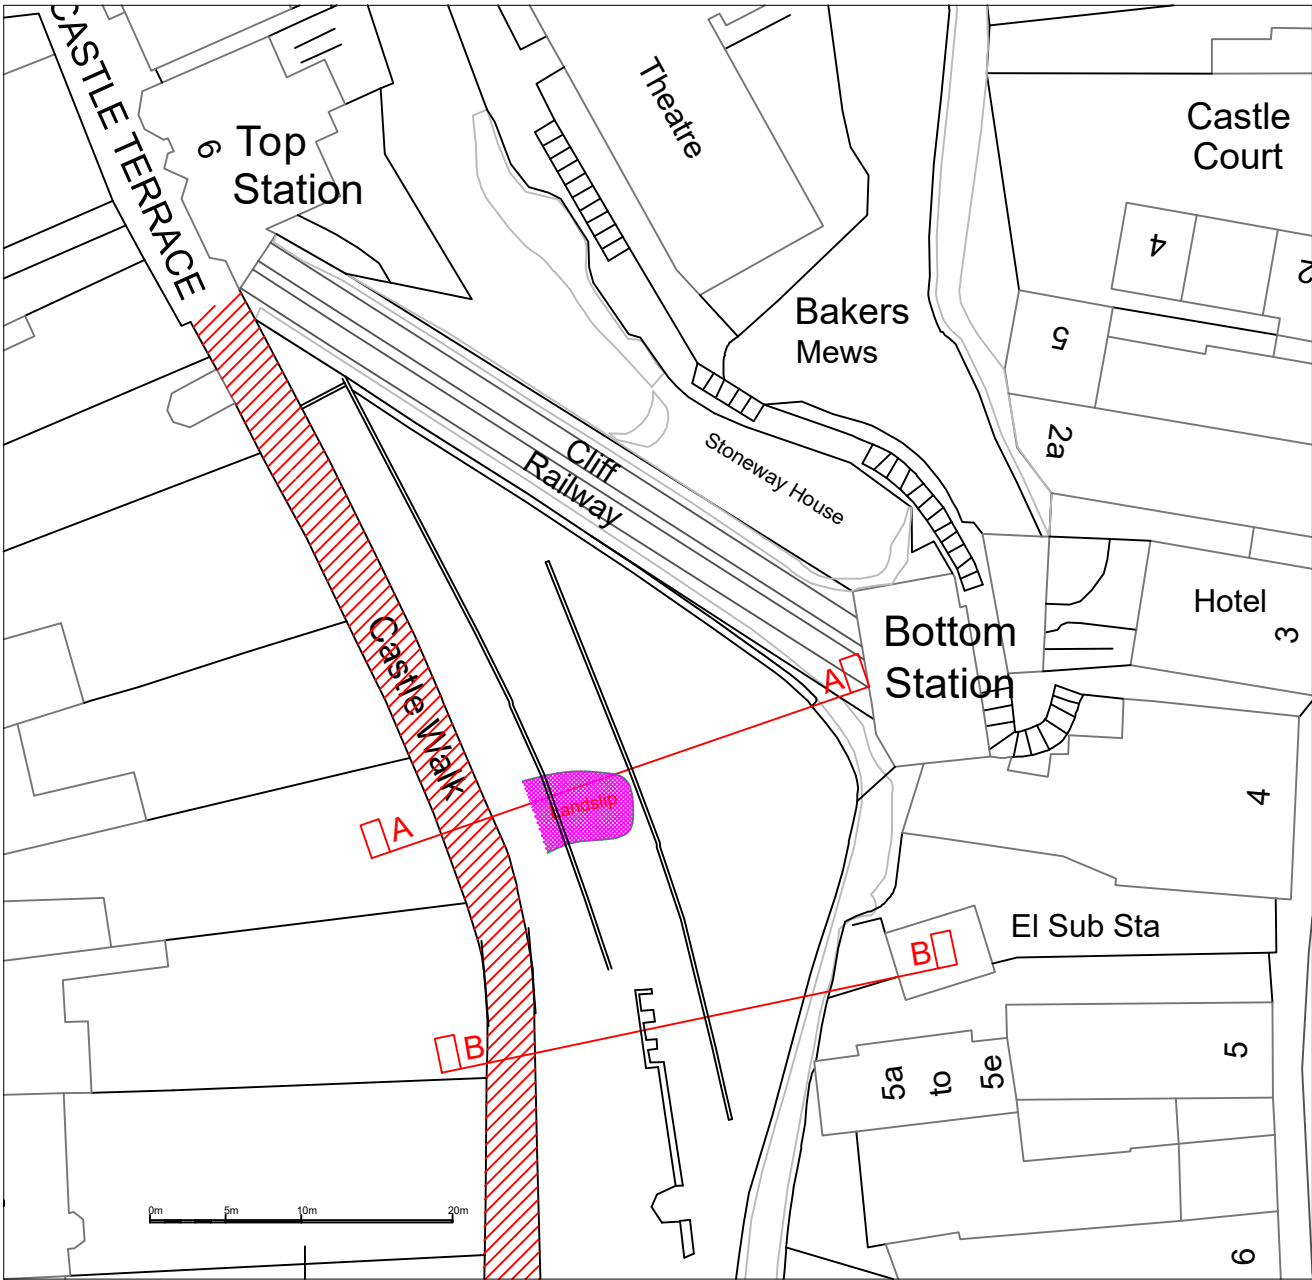 CASTLE TERRACE
6
Top
Station
Theatre
Castle
Court
4
2
5
Bakers
Mews
2a
Cliff
Railway
Stoneway House
Hotel
3
Bottom
Station
Castle Walk
A
A
Landslip
4
El Sub Sta
B
B
5a
to
5e
5
6
0m
5m
10m
20m